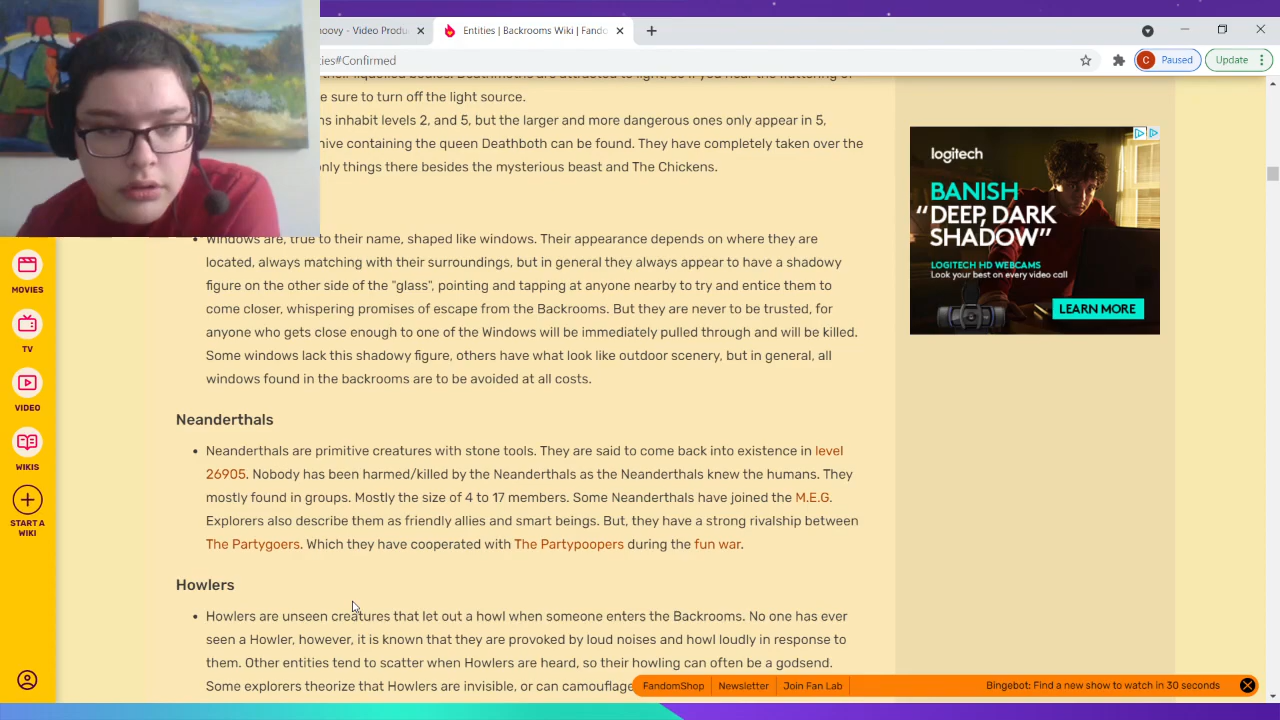 noovy - Video Produ
Entities | Backrooms Wiki | Fando
ties#Confirmed
C Paused
Update
their liquefied bodies. Deathmoths are attracted to light, so if you hear the fluttering of
e sure to turn off the light source.
ns inhabit levels 2, and 5, but the larger and more dangerous ones only appear in 5,
hive containing the queen Deathboth can be found. They have completely taken over the
only things there besides the mysterious beast and The Chickens.
Windows are, true to their name, shaped like windows. Their appearance depends on where they are
located, always matching with their surroundings, but in general they always appear to have a shadowy
figure on the other side of the "glass", pointing and tapping at anyone nearby to try and entice them to
come closer, whispering promises of escape from the Backrooms. But they are never to be trusted, for
anyone who gets close enough to one of the Windows will be immediately pulled through and will be killed.
Some windows lack this shadowy figure, others have what look like outdoor scenery, but in general, all
windows found in the backrooms are to be avoided at all costs.
Neanderthals
Neanderthals are primitive creatures with stone tools. They are said to come back into existence in level
26905. Nobody has been harmed/killed by the Neanderthals as the Neanderthals knew the humans. They
mostly found in groups. Mostly the size of 4 to 17 members. Some Neanderthals have joined the M.E.G.
Explorers also describe them as friendly allies and smart beings. But, they have a strong rivalship between
The Partygoers. Which they have cooperated with The Partypoopers during the fun war.
Howlers
Howlers are unseen creatures that let out a howl when someone enters the Backrooms. No one has ever
seen a Howler, however, it is known that they are provoked by loud noises and howl loudly in response to
them. Other entities tend to scatter when Howlers are heard, so their howling can often be a godsend.
Some explorers theorize that Howlers are invisible, or can camouflage
MOVIES
TV
VIDEO
WIKIS
START A
WIKI
logitech
BANISH
"DEEP, DARK
SHADOW"
LOGITECH HD WEBCAMS
Look your best on every video call
LEARN MORE
FandomShop
Newsletter
Join Fan Lab
Bingebot: Find a new show to watch in 30 seconds